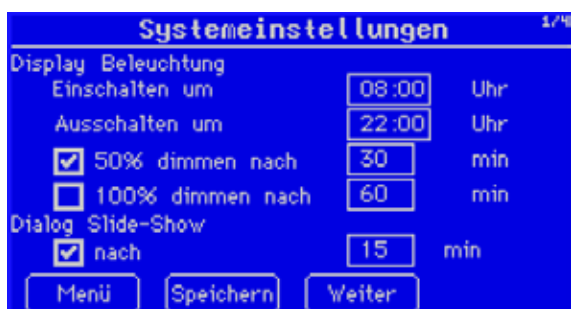 Systemeinstellungen 1/4
Display Beleuchtung
Einschalten um 08:00 Uhr
Ausschalten um 22:00 Uhr
50% dimmen nach 30 min
100% dimmen nach 60 min
Dialog Slide-Show
nach 15 min
Menü Speichern Weiter